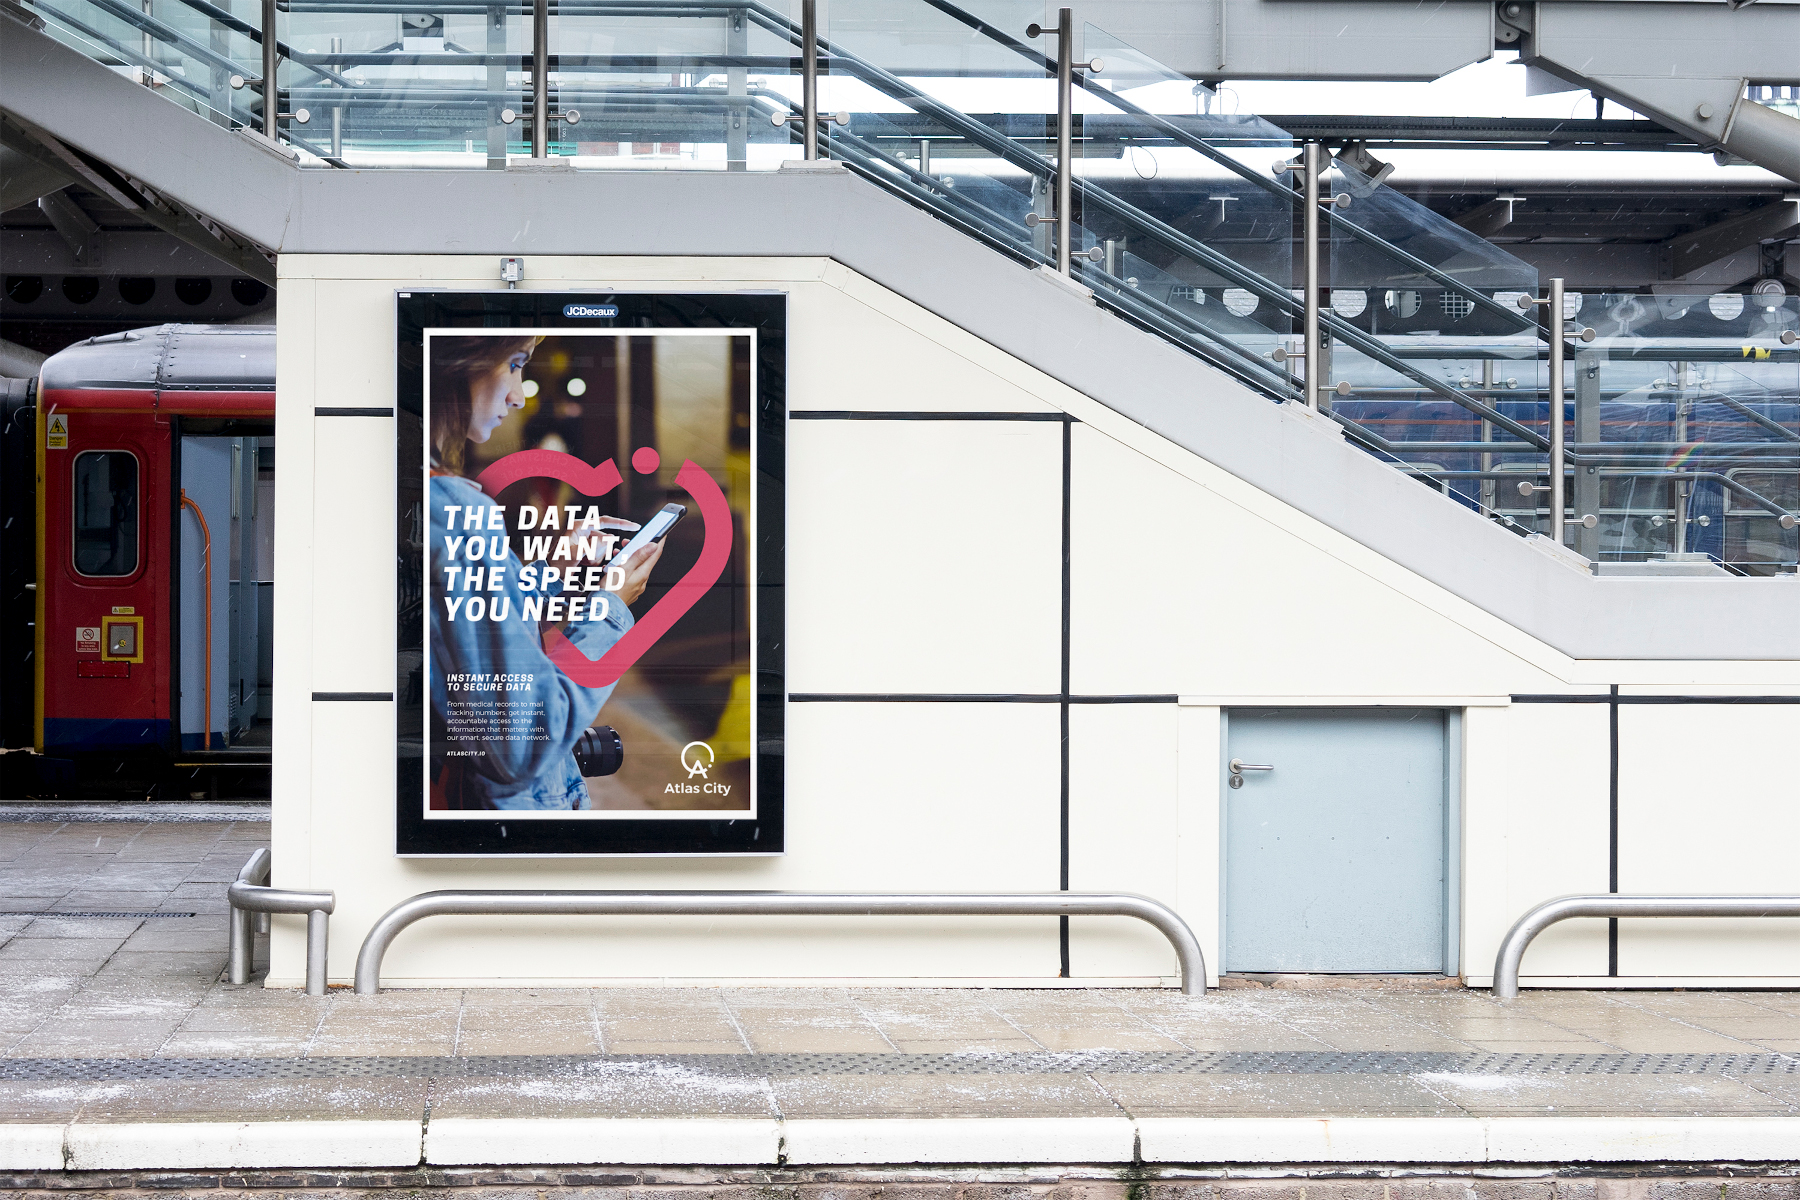 JCDecaux
THE DATA
YOU WANT,
THE SPEED
YOU NEED
INSTANT ACCESS
TO SECURE DATA
From medical records to mail
tracking numbers, get instant,
accountable access to the
information that matters with
our smart, secure data network.
ATLASCITY.IO
Atlas City